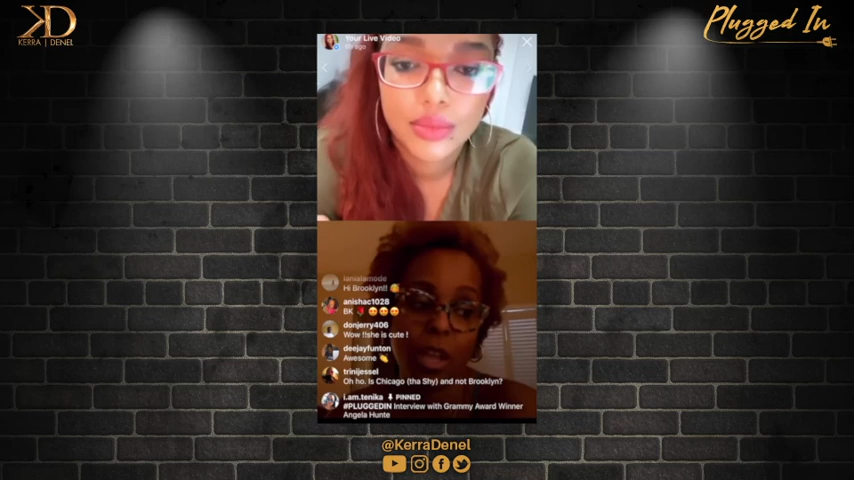 KD
KERRA | DENEL
Plugged In
Your Live Video
ago
Hi Brooklyn!!
anishac1028
BK
donjerry406
Wow !!she is cute !
deejayfunton
Awesome
trinijessel
Oh ho. Is Chicago (tha Shy) and not Brooklyn?
i.am.tenika PINNED
#PLUGGEDIN Interview with Grammy Award Winner
Angela Hunte
@KerraDenel